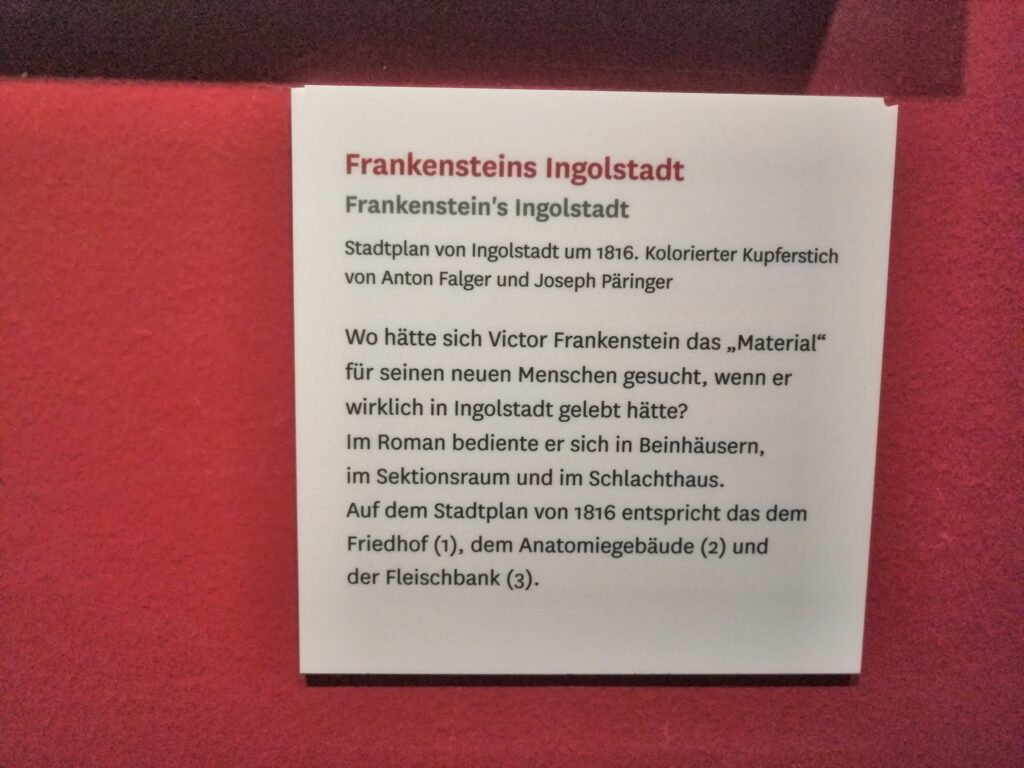 Frankensteins Ingolstadt
Frankenstein's Ingolstadt
Stadtplan von Ingolstadt um 1816. Kolorierter Kupferstich
von Anton Falger und Joseph Päringer
Wo hätte sich Victor Frankenstein das „Material“
für seinen neuen Menschen gesucht, wenn er
wirklich in Ingolstadt gelebt hätte?
Im Roman bediente er sich in Beinhäusern,
im Sektionsraum und im Schlachthaus.
Auf dem Stadtplan von 1816 entspricht das dem
Friedhof (1), dem Anatomiegebäude (2) und
der Fleischbank (3).